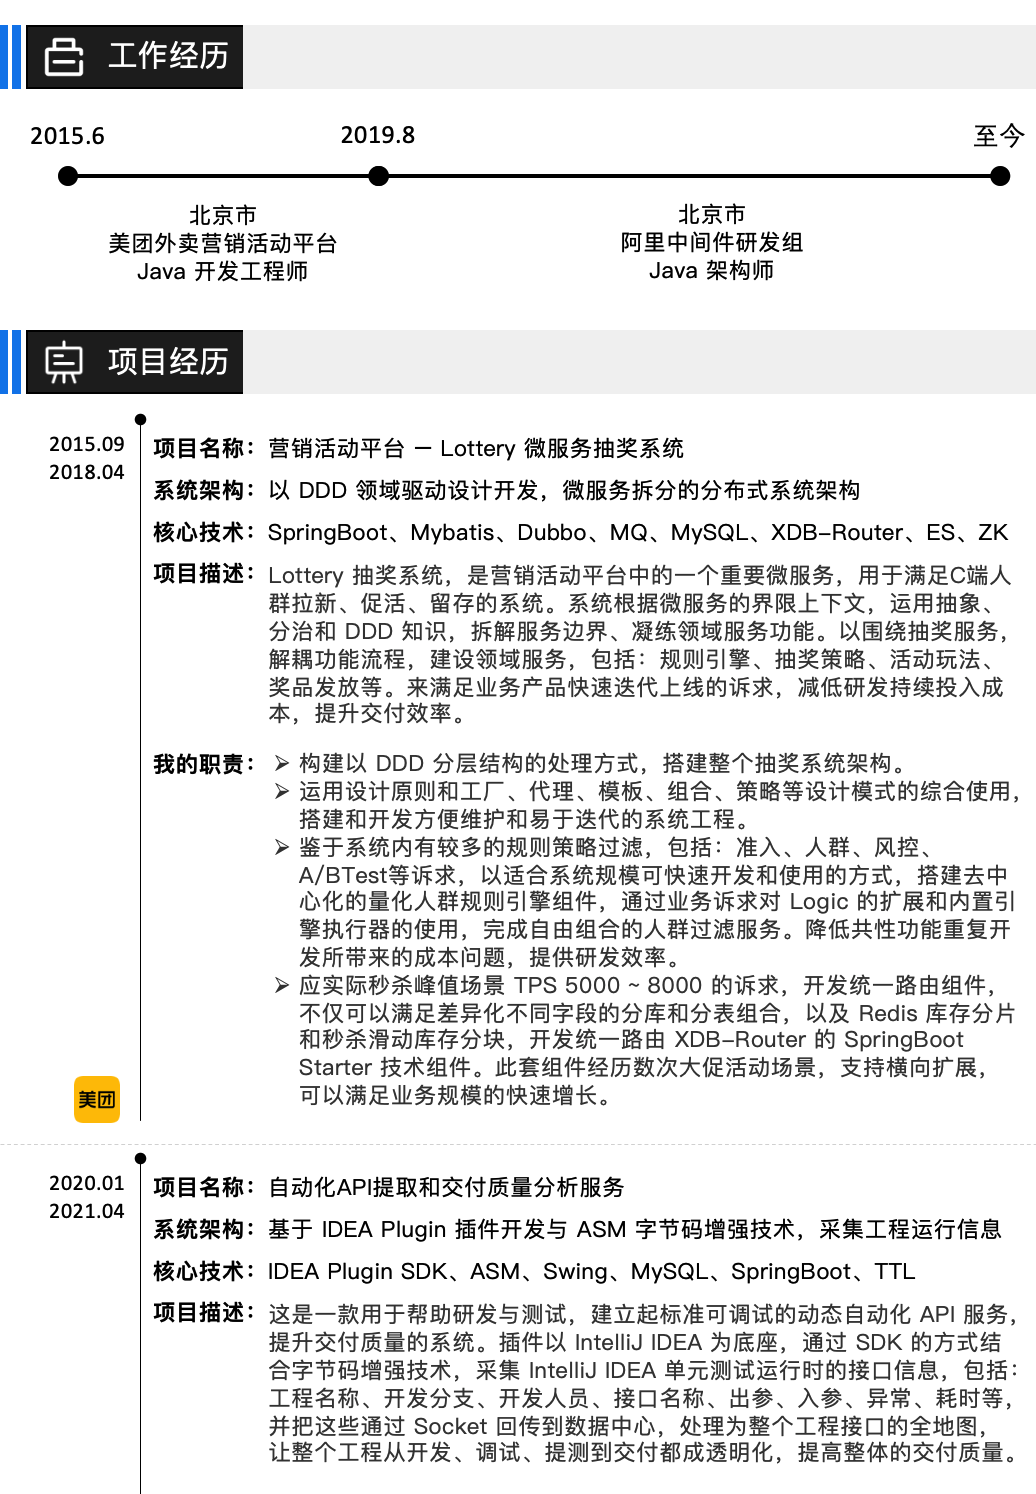 工作经历
2015.6
2019.8
至今
北京市
美团外卖营销活动平台
Java 开发工程师
北京市
阿里中间件研发组
Java 架构师
项目经历
2015.09
2018.04
项目名称：营销活动平台 — Lottery 微服务抽奖系统
系统架构：以 DDD 领域驱动设计开发，微服务拆分的分布式系统架构
核心技术：SpringBoot、Mybatis、Dubbo、MQ、MySQL、XDB-Router、ES、ZK
项目描述：Lottery 抽奖系统，是营销活动平台中的一个重要微服务，用于满足C端人
群拉新、促活、留存的系统。系统根据微服务的界限上下文，运用抽象、
分治和 DDD 知识，拆解服务边界、凝练领域服务功能。以围绕抽奖服务，
解耦功能流程，建设领域服务，包括：规则引擎、抽奖策略、活动玩法、
奖品发放等。来满足业务产品快速迭代上线的诉求，减低研发持续投入成
本，提升交付效率。
我的职责：➢ 构建以 DDD 分层结构的处理方式，搭建整个抽奖系统架构。
➢ 运用设计原则和工厂、代理、模板、组合、策略等设计模式的综合使用，
搭建和开发方便维护和易于迭代的系统工程。
➢ 鉴于系统内有较多的规则策略过滤，包括：准入、人群、风控、
A/BTest等诉求，以适合系统规模可快速开发和使用的方式，搭建去中
心化的量化人群规则引擎组件，通过业务诉求对 Logic 的扩展和内置引
擎执行器的使用，完成自由组合的人群过滤服务。降低共性功能重复开
发所带来的成本问题，提供研发效率。
➢ 应实际秒杀峰值场景 TPS 5000 ~ 8000 的诉求，开发统一路由组件，
不仅可以满足差异化不同字段的分库和分表组合，以及 Redis 库存分片
和秒杀滑动库存分块，开发统一路由 XDB-Router 的 SpringBoot
Starter 技术组件。此套组件经历数次大促活动场景，支持横向扩展，
可以满足业务规模的快速增长。
美团
2020.01
2021.04
项目名称：自动化API提取和交付质量分析服务
系统架构：基于 IDEA Plugin 插件开发与 ASM 字节码增强技术，采集工程运行信息
核心技术：IDEA Plugin SDK、ASM、Swing、MySQL、SpringBoot、TTL
项目描述：这是一款用于帮助研发与测试，建立起标准可调试的动态自动化 API 服务，
提升交付质量的系统。插件以 IntelliJ IDEA 为底座，通过 SDK 的方式结
合字节码增强技术，采集 IntelliJ IDEA 单元测试运行时的接口信息，包括：
工程名称、开发分支、开发人员、接口名称、出参、入参、异常、耗时等，
并把这些通过 Socket 回传到数据中心，处理为整个工程接口的全地图，
让整个工程从开发、调试、提测到交付都成透明化，提高整体的交付质量。